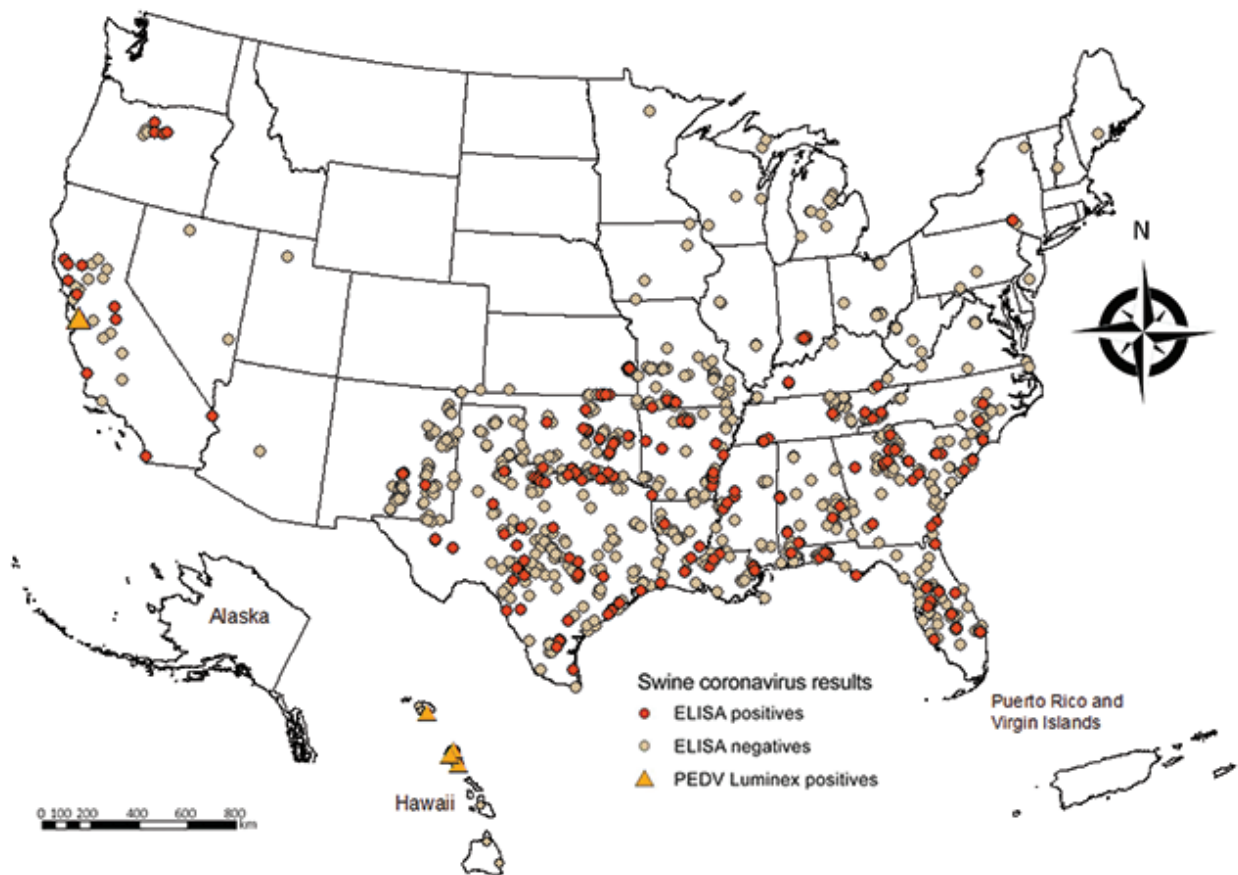 N
Alaska
Swine coronavirus results
ELISA positives
ELISA negatives
PEDV Luminex positives
Puerto Rico and
Virgin Islands
Hawaii
0 100 200 400 600 800
km